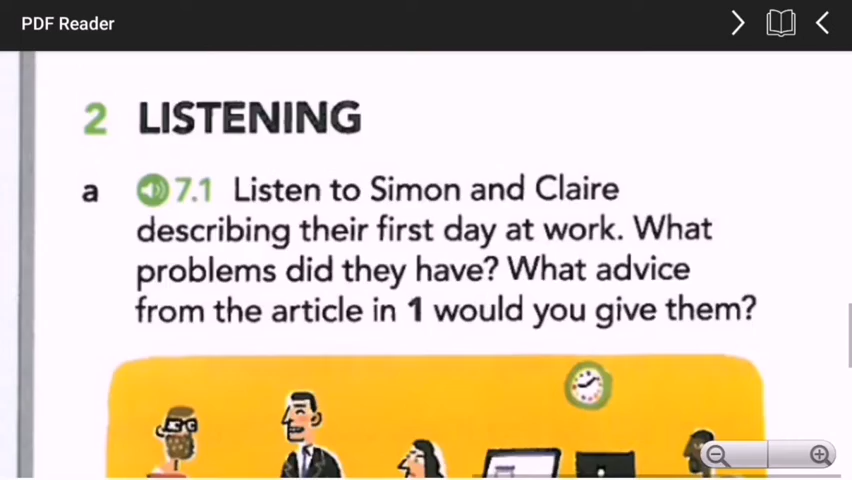 PDF Reader
2 LISTENING
a 7.1 Listen to Simon and Claire
describing their first day at work. What
problems did they have? What advice
from the article in 1 would you give them?